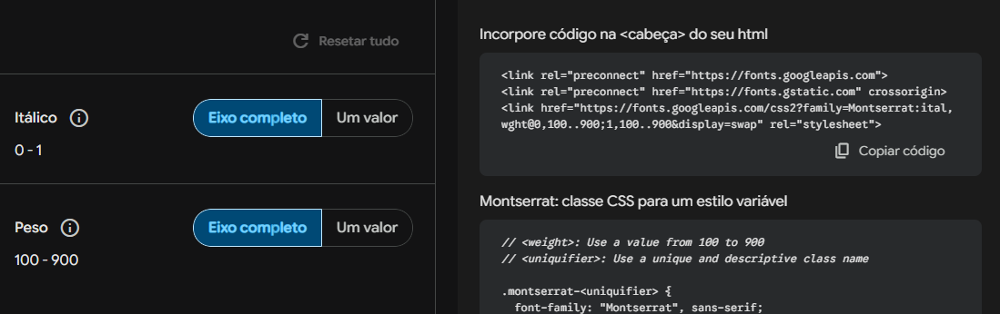 Resetar tudo
Itálico
Eixo completo
Um valor
0 - 1
Peso
Eixo completo
Um valor
100 - 900
Incorpore código na <cabeça> do seu html
<link rel="preconnect" href="https://fonts.googleapis.com">
<link rel="preconnect" href="https://fonts.gstatic.com" crossorigin>
<link href="https://fonts.googleapis.com/css2?family=Montserrat:ital,
wght@0,100..900;1,100..900&display=swap" rel="stylesheet">
Copiar código
Montserrat: classe CSS para um estilo variável
// <weight>: Use a value from 100 to 900
// <uniquifier>: Use a unique and descriptive class name
.montserrat-<uniquifier> {
font-family: "Montserrat", sans-serif;